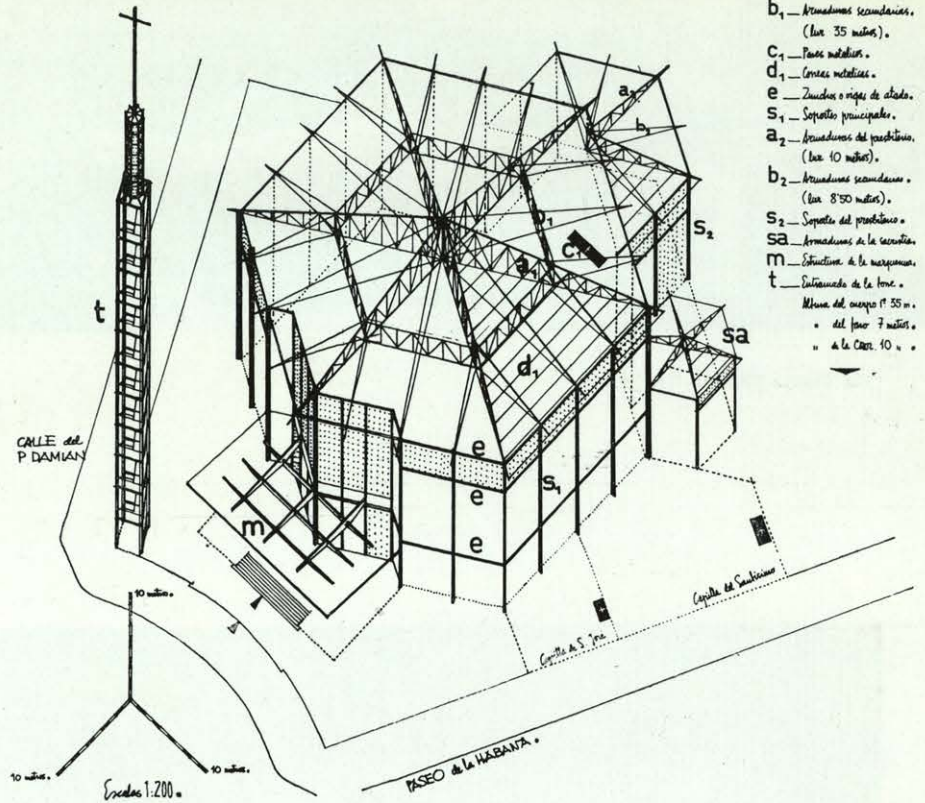 b₁ Armaduras secundarias.
(luz 35 metros).
C₁ Pares metálicos.
d₁ Correas metálicas.
e Zunchos o vigas de atado.
S₁ Soportes principales.
a₂ Armaduras del presbiterio.
(luz 10 metros).
b₂ Armaduras secundarias.
(luz 8'50 metros).
S₂ Soportes del presbiterio.
sa Armaduras de la sacristía.
m Estructura de la marquesina.
t Entramado de la torre.
Altura del cuerpo 1º 35 m.
" del faro 7 metros.
" de la Cruz. 10 " .
a₂
b₂
b₁
C₁
a₁
S₂
t
sa
d₁
CALLE del
P DAMIAN
e
S₁
e
m
e
10 metros.
Capilla del Santísimo
Capilla de S. Jose
10 metros.
10 metros.
Escalas 1:200.
PASEO de la HABANA.